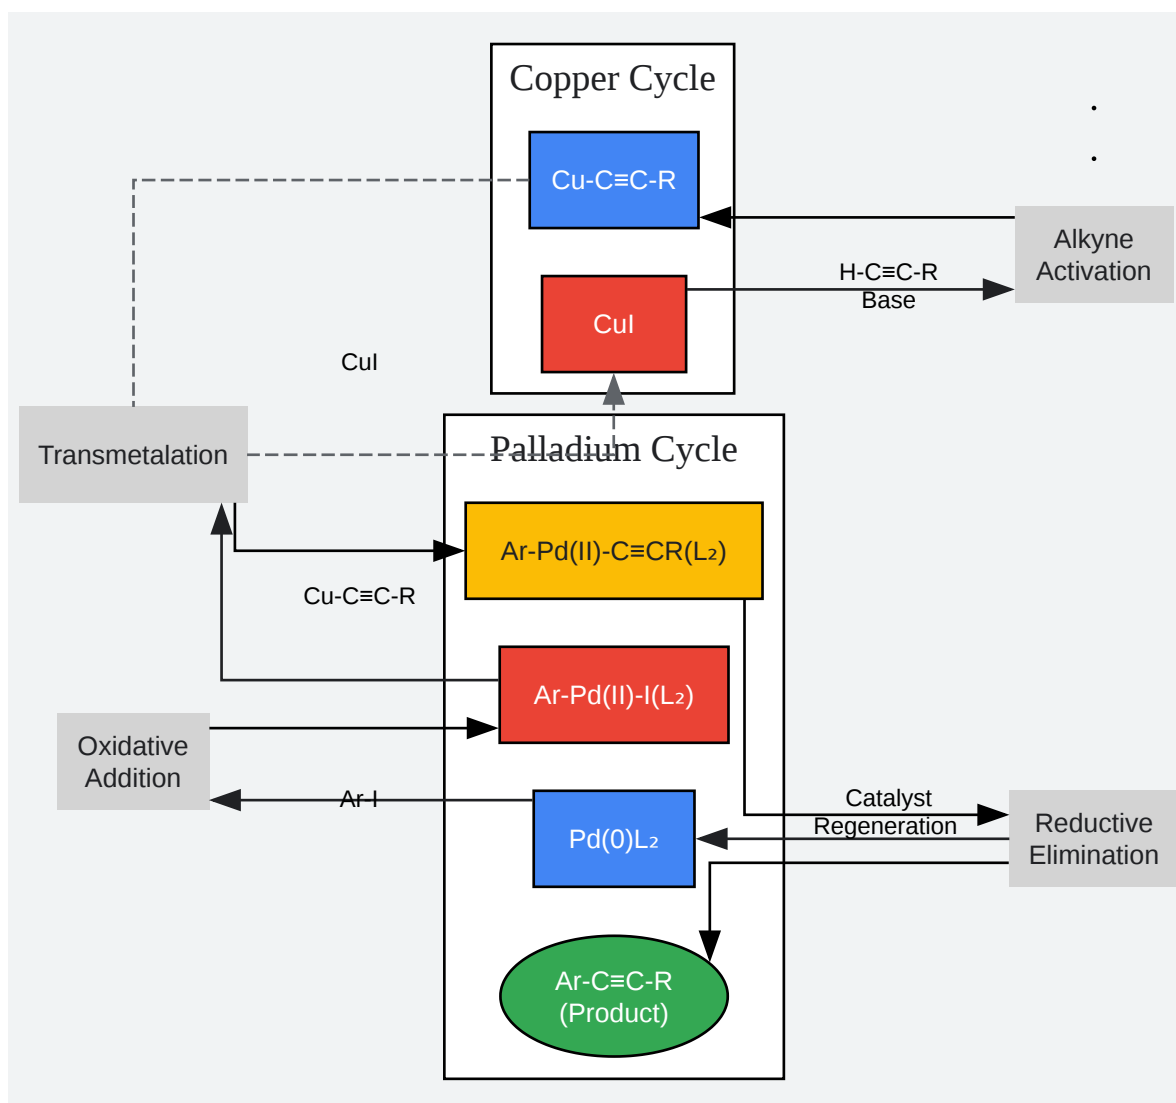 Copper Cycle
Cu-C≡C-R
Alkyne
Activation
H-C≡C-R
Base
CuI
CuI
Transmetalation
Palladium Cycle
Ar-Pd(II)-C≡CR(L₂)
Cu-C≡C-R
Ar-Pd(II)-I(L₂)
Oxidative
Addition
Ar-I
Pd(0)L₂
Catalyst
Regeneration
Reductive
Elimination
Ar-C≡C-R
(Product)